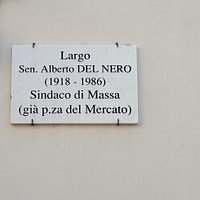 Largo
Sen. Alberto DEL NERO
(1918 - 1986)
Sindaco di Massa
(già p.za del Mercato)